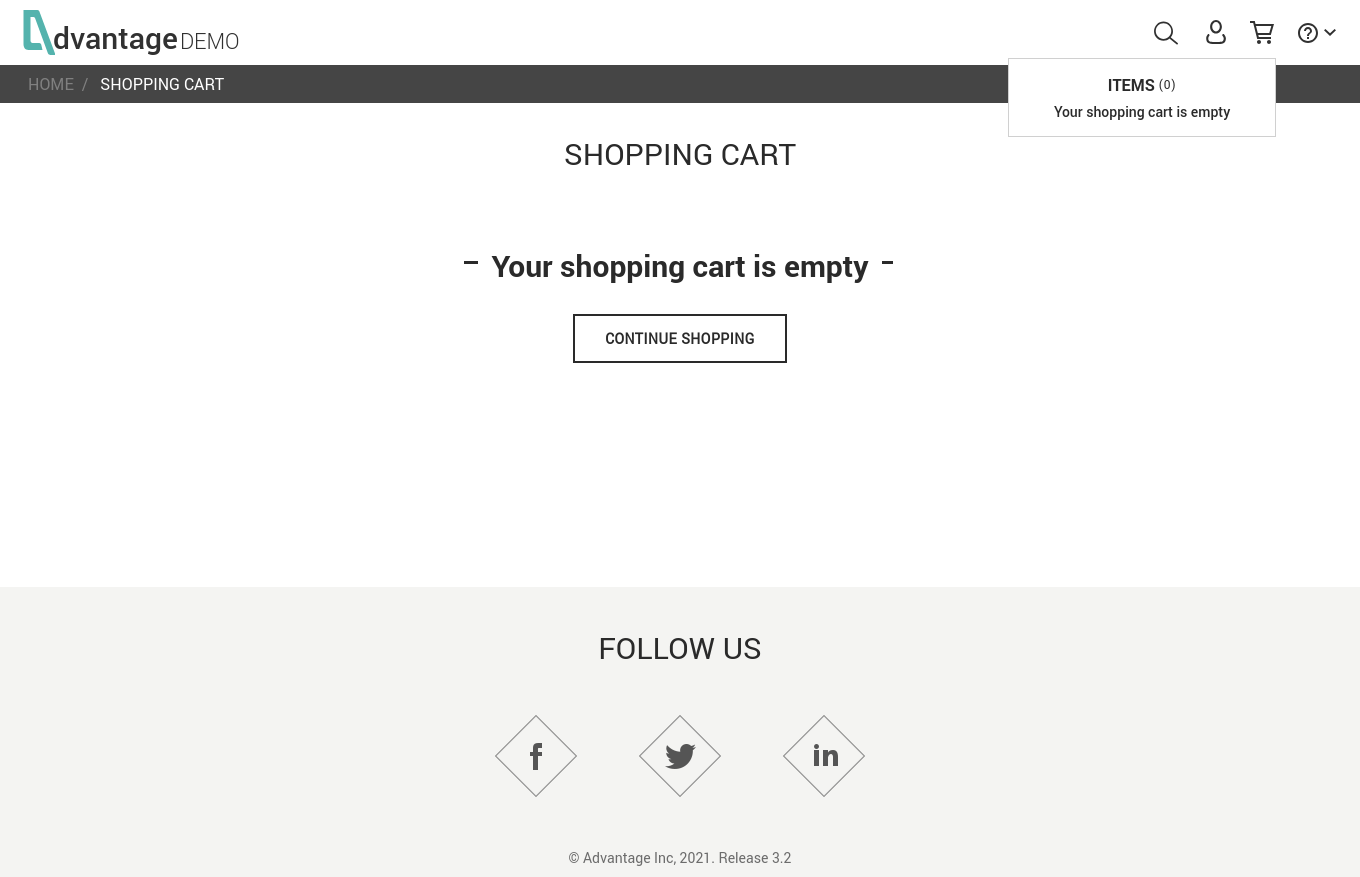 dvantage DEMO
HOME / SHOPPING CART
ITEMS (0)
Your shopping cart is empty
SHOPPING CART
– Your shopping cart is empty –
CONTINUE SHOPPING
FOLLOW US
f
in
© Advantage Inc, 2021. Release 3.2